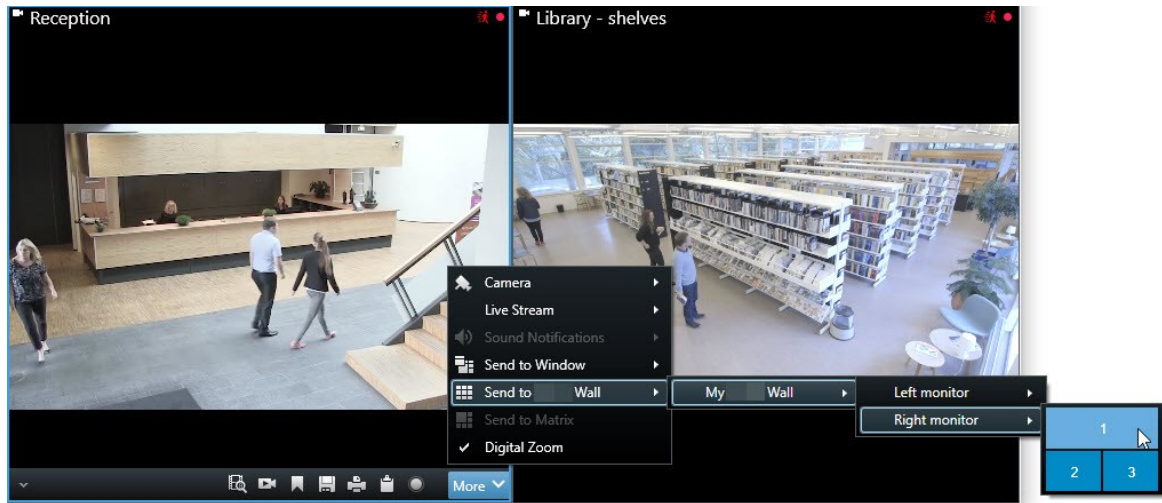 Reception
Library - shelves
Camera
Live Stream
Sound Notifications
Send to Window
Send to Wall
My Wall
Left monitor
Right monitor
1
2 3
Send to Matrix
Digital Zoom
More